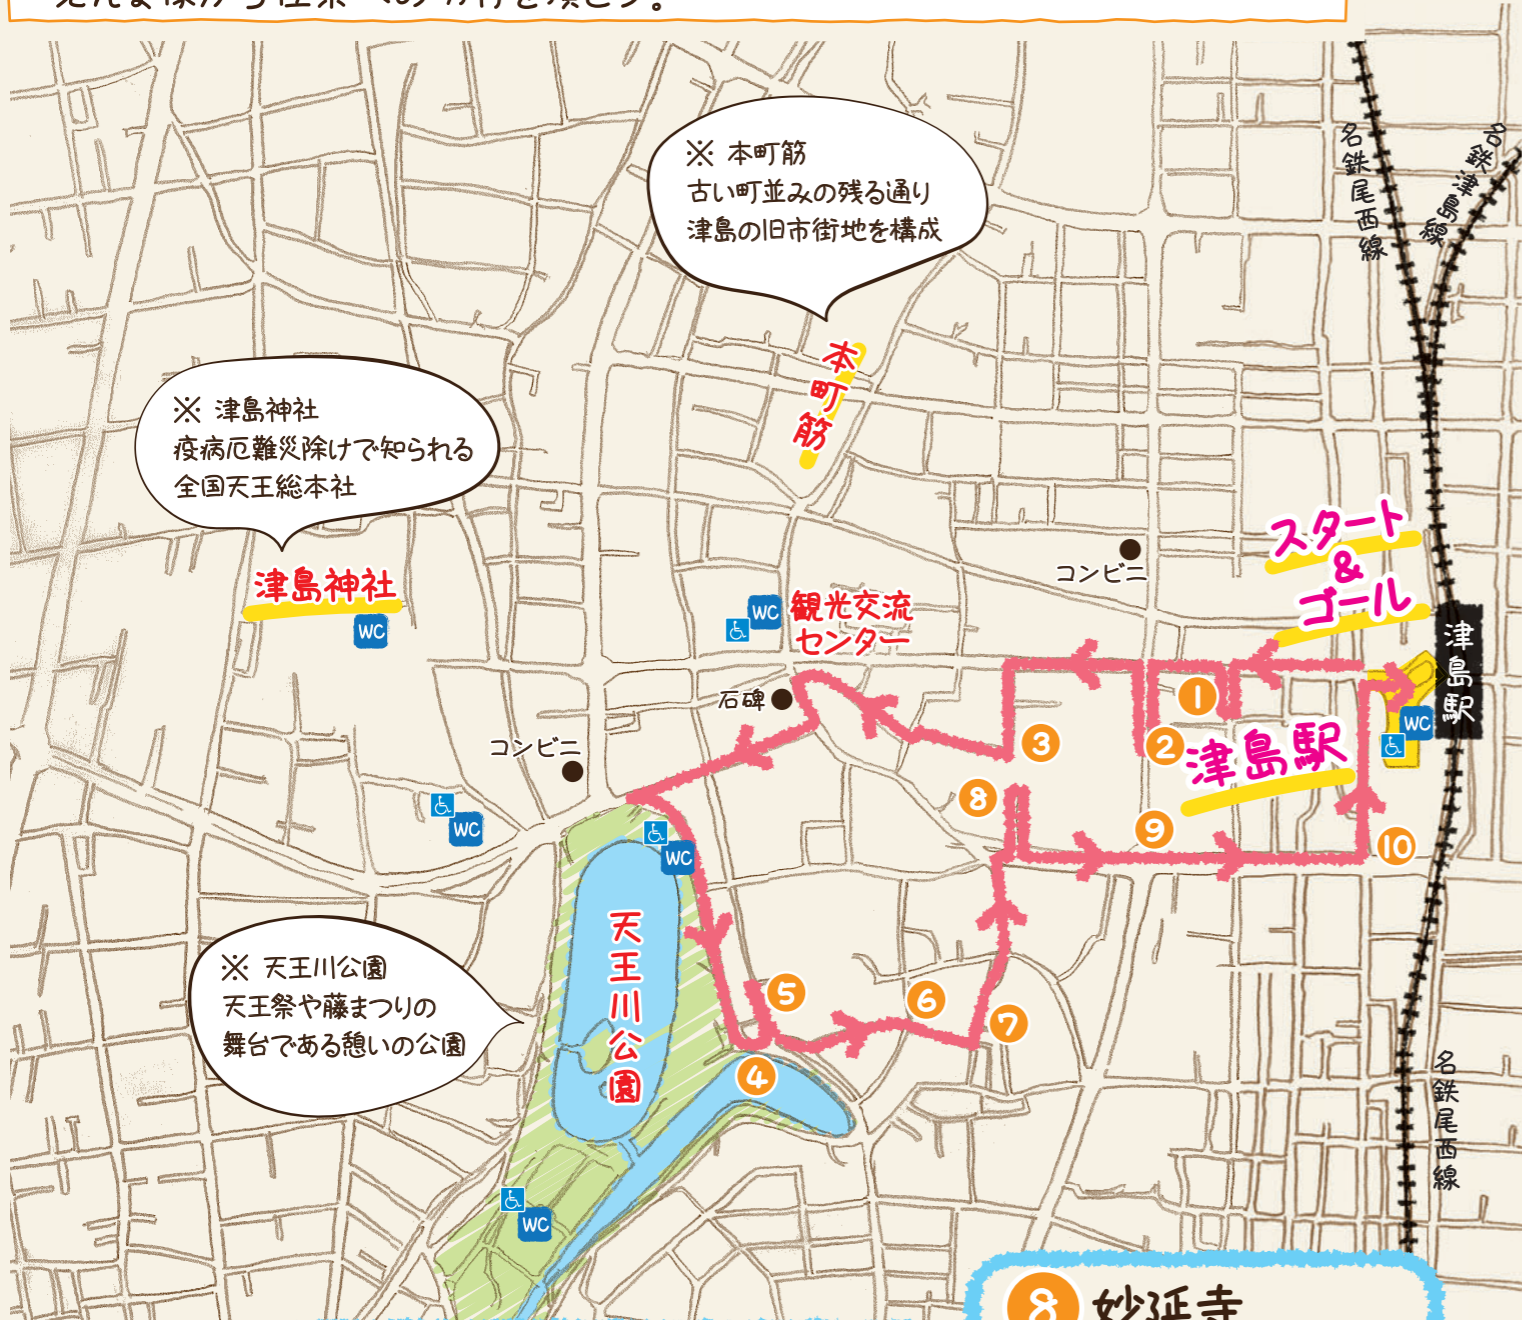 ※ 本町筋
古い町並みの残る通り
津島の旧市街地を構成
名鉄尾西線
名鉄津島線
本町筋
※ 津島神社
疫病厄難災除けで知られる
全国天王総本社
津島神社
WC
スタート
&
ゴール
コンビニ
WC
観光交流
センター
津島駅
石碑
1
2
3
津島駅
WC
コンビニ
8
9
10
WC
WC
天王川公園
※ 天王川公園
天王祭や藤まつりの
舞台である憩いの公園
5
6
7
4
名鉄尾西線
WC
8 妙延寺